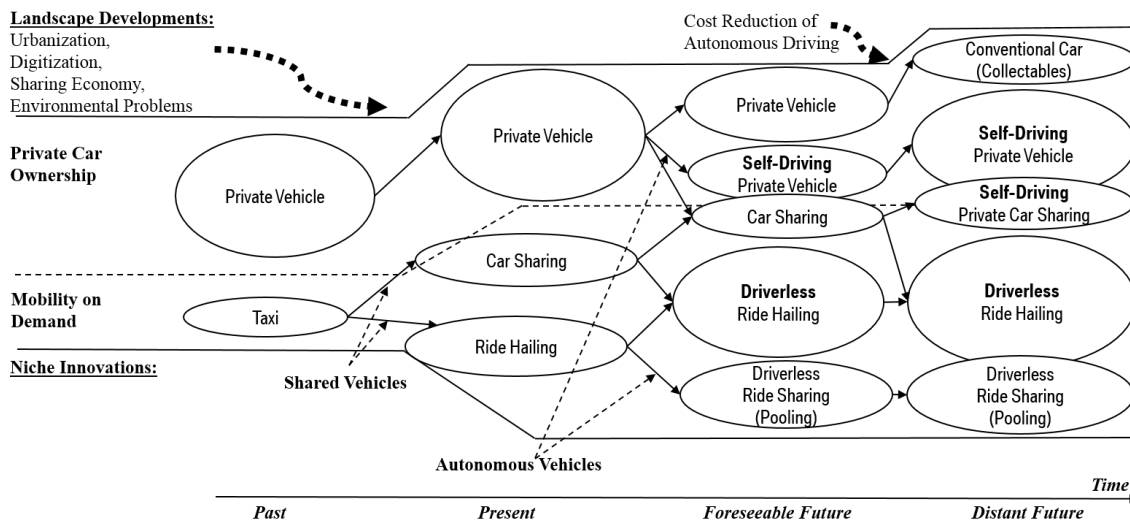 Landscape Developments:
Urbanization,
Digitization,
Sharing Economy,
Environmental Problems
Cost Reduction of
Autonomous Driving
Private Car
Ownership
Private Vehicle
Private Vehicle
Private Vehicle
Self-Driving
Private Vehicle
Car Sharing
Conventional Car
(Collectables)
Self-Driving
Private Vehicle
Self-Driving
Private Car Sharing
Mobility on
Demand
Taxi
Car Sharing
Ride Hailing
Driverless
Ride Hailing
Driverless
Ride Sharing
(Pooling)
Driverless
Ride Hailing
Driverless
Ride Sharing
(Pooling)
Niche Innovations:
Shared Vehicles
Autonomous Vehicles
Time
Past
Present
Foreseeable Future
Distant Future